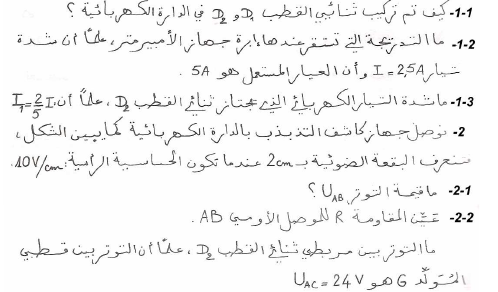 1-1- كيف تم تركيب ثنائيي القطب D₁ و D₂ في الدارة الكهربائية ؟
1-2- ما التدريجة التي تستقر عندها إبرة جهاز الأمبيرمتر، علماً أن شدة
تيار I = 2,5A وأن العيار المستعمل هو 5A .
1-3- ما شدة التيار الكهربائي الذي يجتاز ثنائي القطب D₂ ، علماً أن I₁ = 2/5 I
2- نوصل جهاز كاشف التذبذب بالدارة الكهربائية كما يبين الشكل،
فتنحرف البقعة الضوئية بـ 2cm عندما تكون الحساسية الرأسية 10V/cm.
2-1- ما قيمة التوتر U_AB ؟
2-2- عيّن المقاومة R للموصل الأومي AB .
ما التوتر بين مربطي ثنائي القطب D₂ ، علماً أن التوتر بين قطبي
المولّد G هو U_AC = 24 V